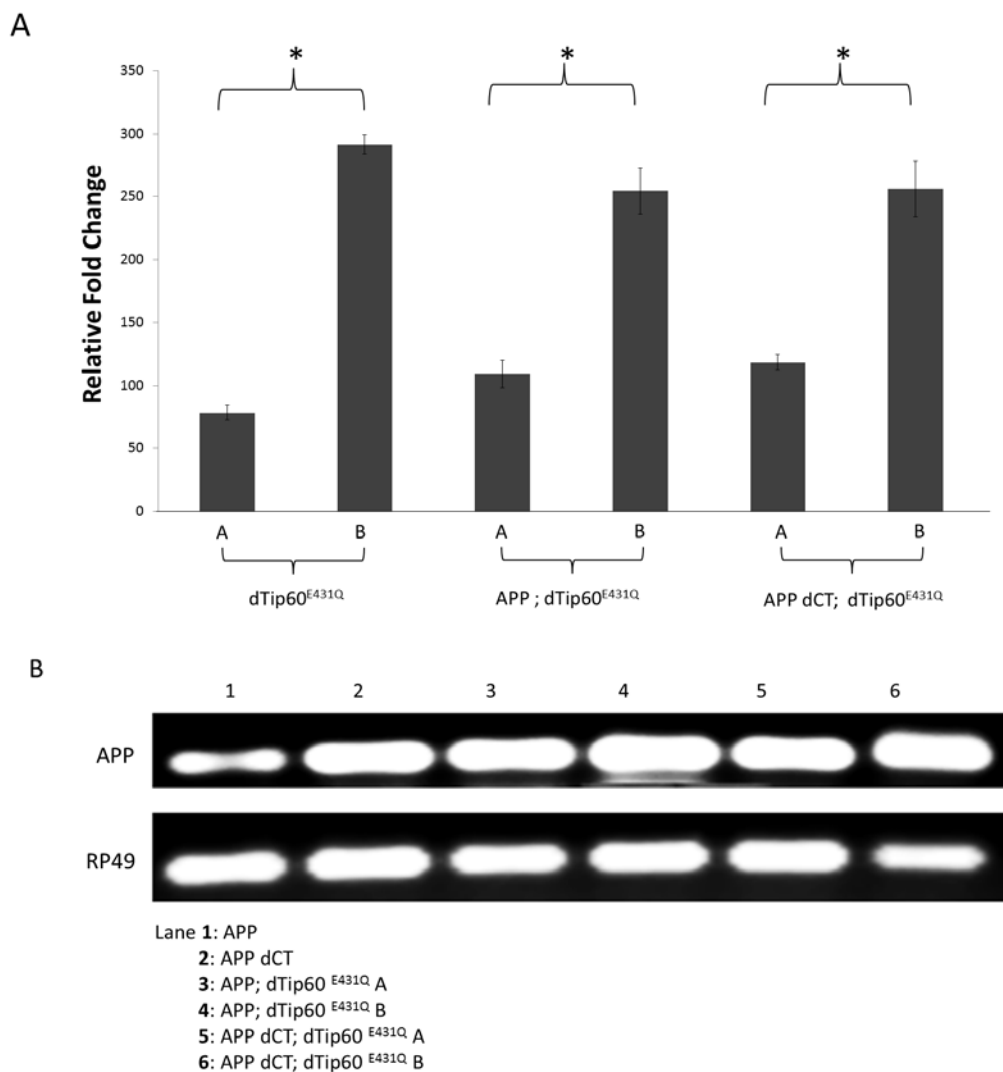 A
* * *
Relative Fold Change
350
300
250
200
150
100
50
0
A B A B A B
dTip60E431Q APP ; dTip60E431Q APP dCT; dTip60E431Q
B
1 2 3 4 5 6
APP
RP49
Lane 1: APP
2: APP dCT
3: APP; dTip60 E431Q A
4: APP; dTip60 E431Q B
5: APP dCT; dTip60 E431Q A
6: APP dCT; dTip60 E431Q B